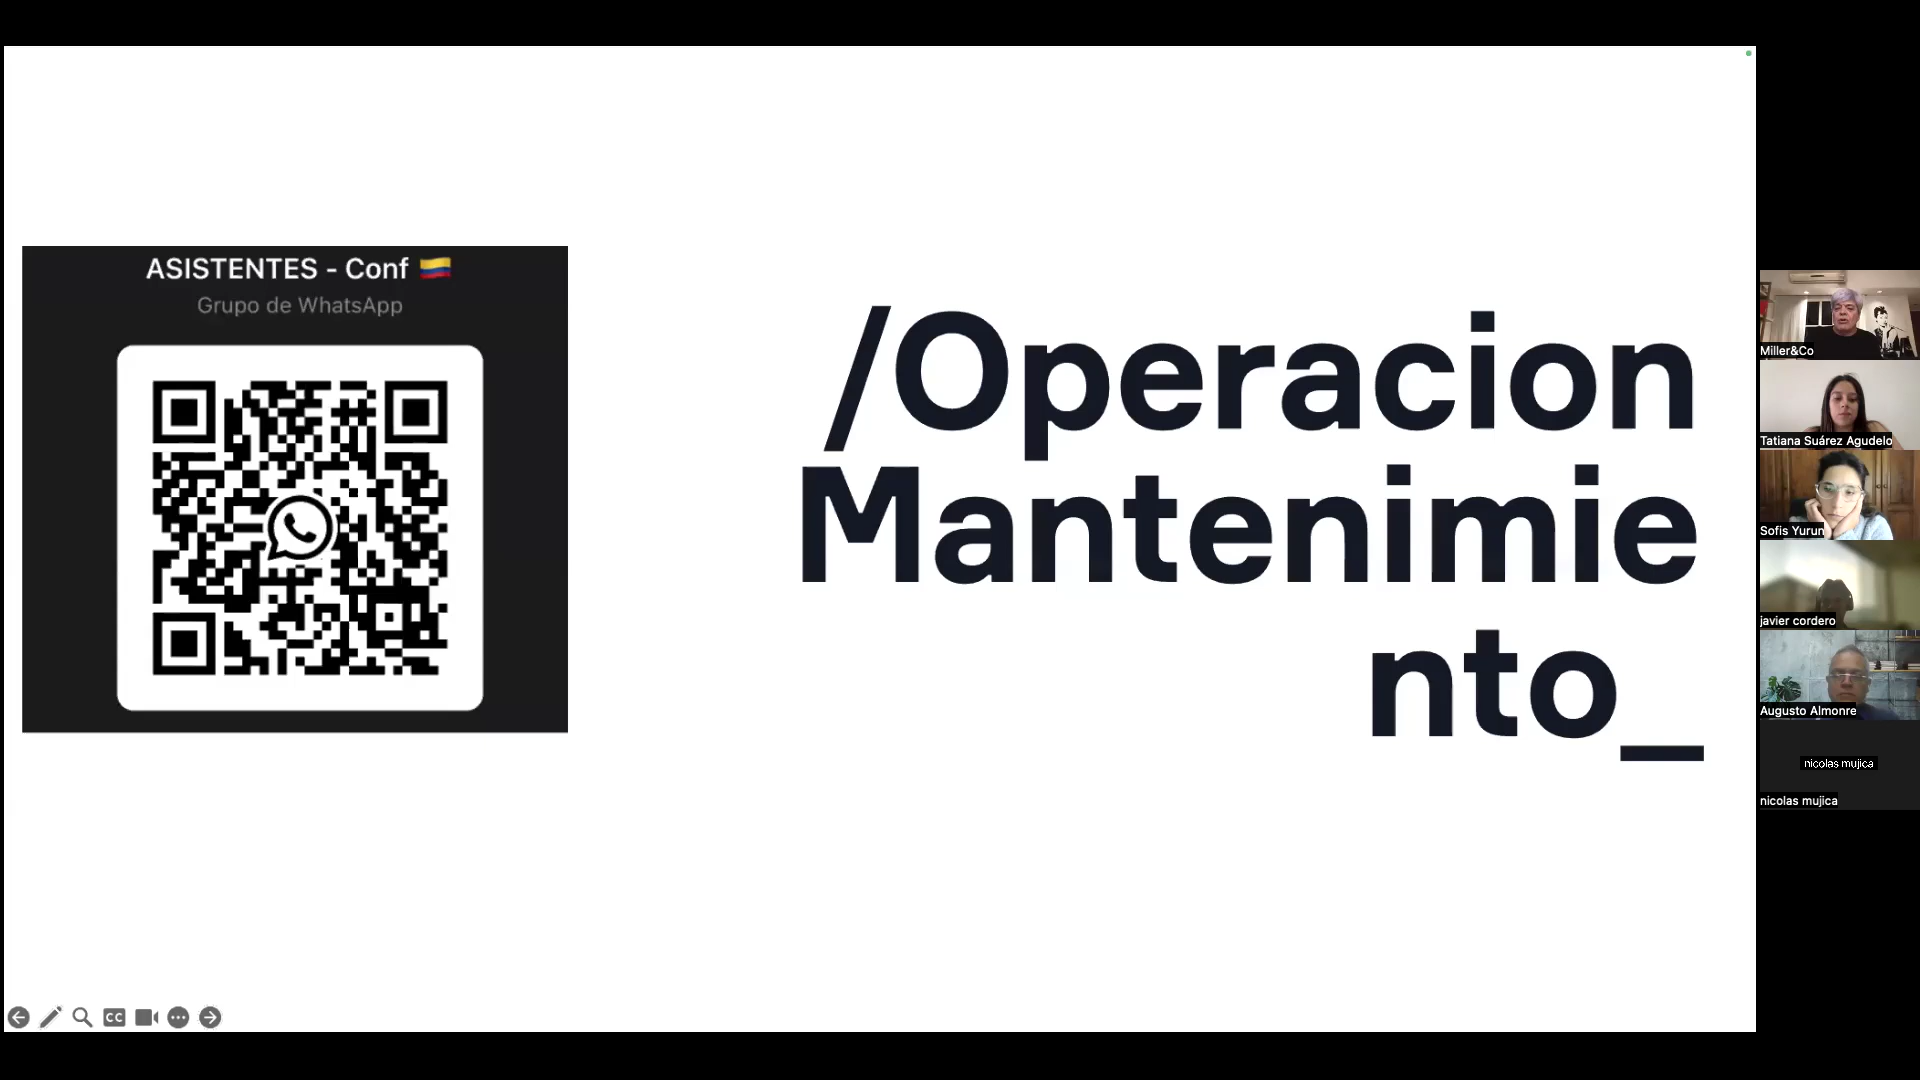 ASISTENTES - Conf 🇨🇴
Grupo de WhatsApp
/Operacion
Mantenimie
nto_
CC
Miller&Co
Tatiana Suárez Agudelo
Sofis Yurun
javier cordero
Augusto Almonre
nicolas mujica
nicolas mujica